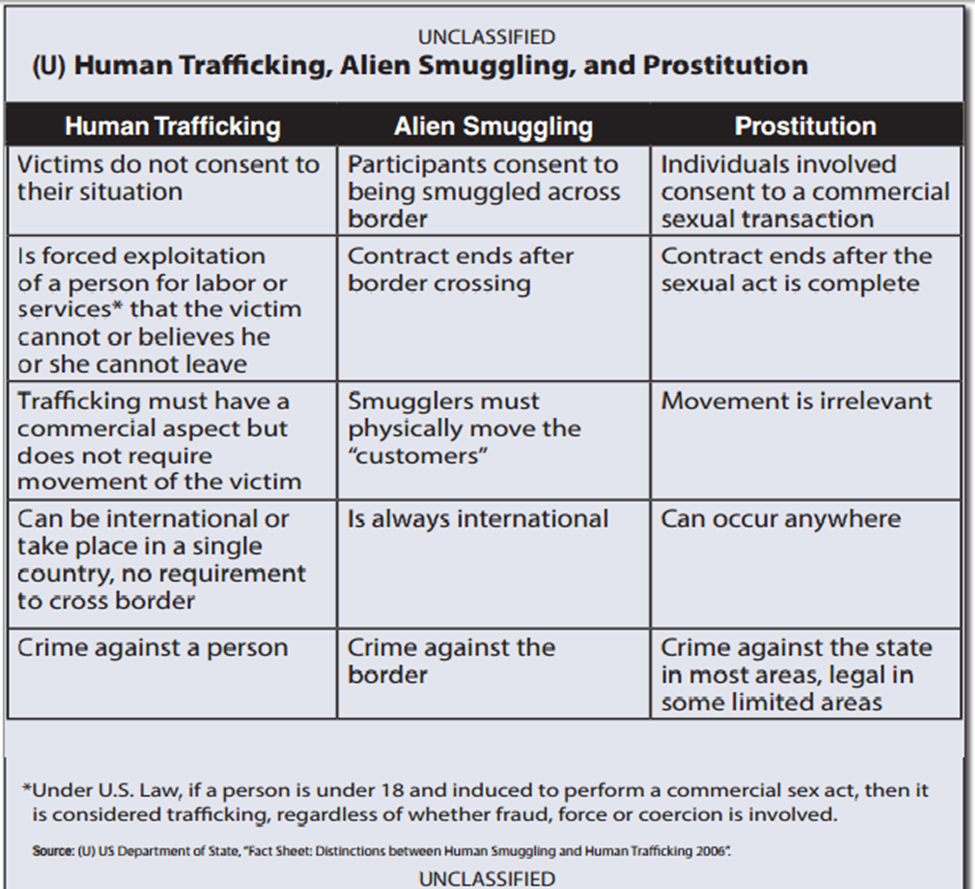 UNCLASSIFIED
(U) Human Trafficking, Alien Smuggling, and Prostitution
Human Trafficking
Alien Smuggling
Prostitution
Victims do not consent to
their situation
Participants consent to
being smuggled across
border
Individuals involved
consent to a commercial
sexual transaction
Is forced exploitation
of a person for labor or
services* that the victim
cannot or believes he
or she cannot leave
Contract ends after
border crossing
Contract ends after the
sexual act is complete
Trafficking must have a
commercial aspect but
does not require
movement of the victim
Smugglers must
physically move the
“customers”
Movement is irrelevant
Can be international or
take place in a single
country, no requirement
to cross border
Is always international
Can occur anywhere
Crime against a person
Crime against the
border
Crime against the state
in most areas, legal in
some limited areas
*Under U.S. Law, if a person is under 18 and induced to perform a commercial sex act, then it
is considered trafficking, regardless of whether fraud, force or coercion is involved.
Source: (U) US Department of State, “Fact Sheet: Distinctions between Human Smuggling and Human Trafficking 2006”.
UNCLASSIFIED